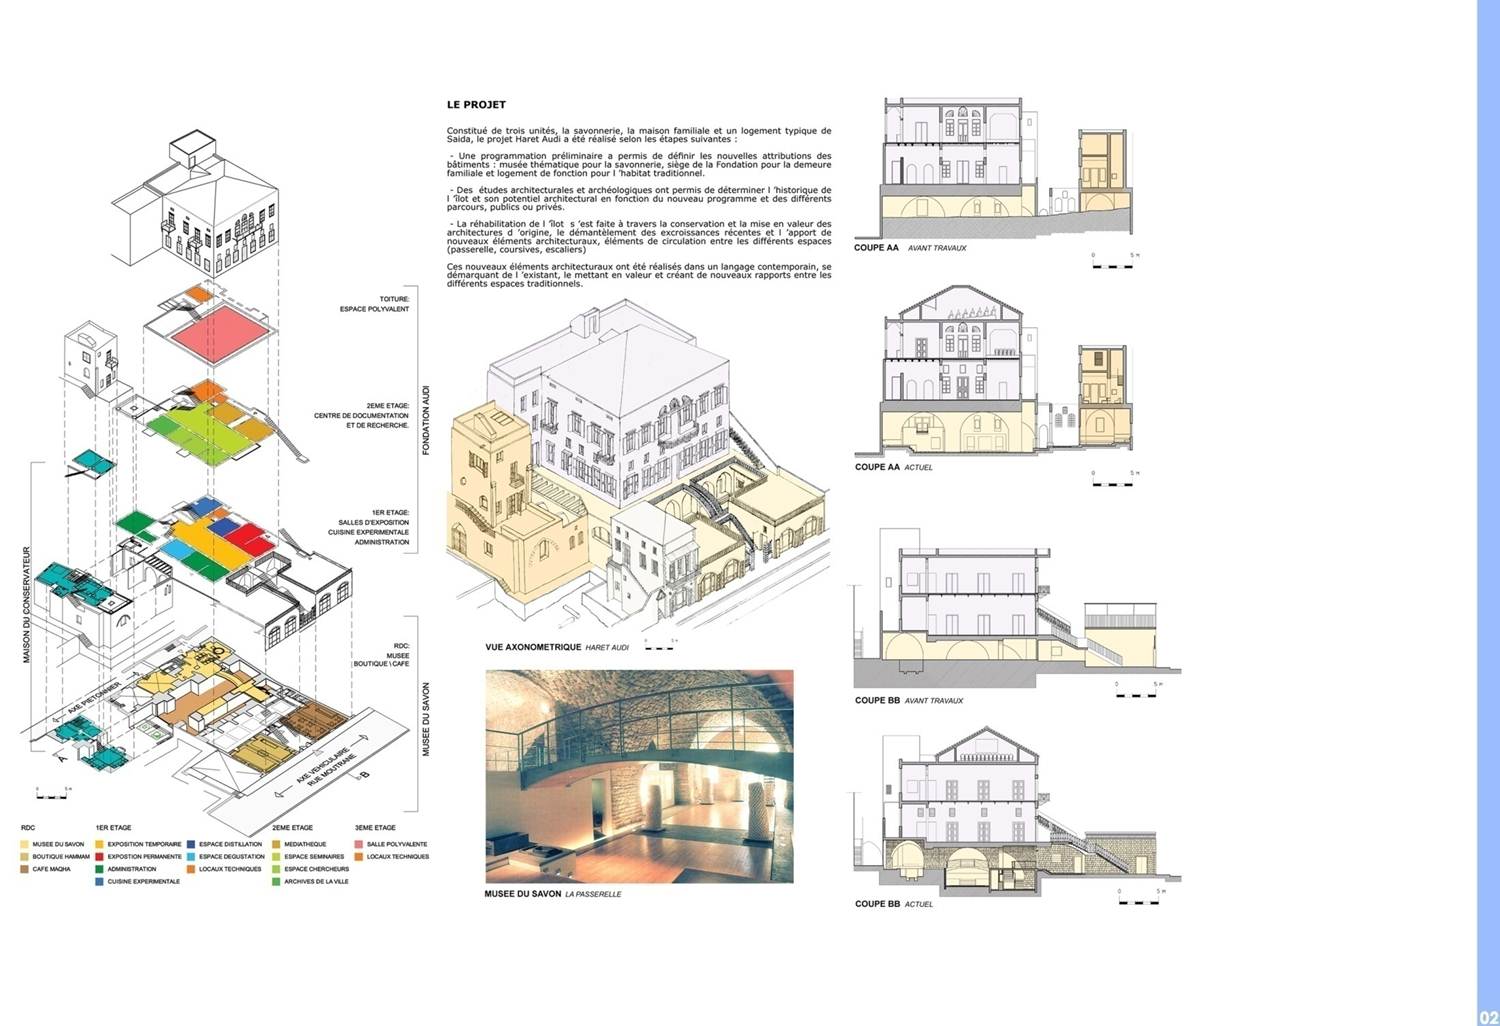 LE PROJET
Constitué de trois unités, la savonnerie, la maison familiale et un logement typique de
Saida, le projet Haret Audi a été réalisé selon les étapes suivantes :
- Une programmation préliminaire a permis de définir les nouvelles attributions des
bâtiments : musée thématique pour la savonnerie, siège de la Fondation pour la demeure
familiale et logement de fonction pour l 'habitat traditionnel.
- Des études architecturales et archéologiques ont permis de déterminer l 'historique de
l 'îlot et son potentiel architectural en fonction du nouveau programme et des différents
parcours, publics ou privés.
- La réhabilitation de l 'îlot s 'est faite à travers la conservation et la mise en valeur des
architectures d 'origine, le démantèlement des excroissances récentes et l 'apport de
nouveaux éléments architecturaux, éléments de circulation entre les différents espaces
(passerelle, coursives, escaliers)
Ces nouveaux éléments architecturaux ont été réalisés dans un langage contemporain, se
démarquant de l 'existant, le mettant en valeur et créant de nouveaux rapports entre les
différents espaces traditionnels.
TOITURE:
ESPACE POLYVALENT
2EME ETAGE:
CENTRE DE DOCUMENTATION
ET DE RECHERCHE.
1ER ETAGE:
SALLES D'EXPOSITION
CUISINE EXPERIMENTALE
ADMINISTRATION
RDC:
MUSEE
BOUTIQUE \ CAFE
FONDATION AUDI
MUSEE DU SAVON
MAISON DU CONSERVATEUR
AXE PIETONNIER
AXE VEHICULAIRE
RUE MOUTRANE
A
B
0 5 M
RDC
MUSEE DU SAVON
BOUTIQUE HAMMAM
CAFE MAQHA
1ER ETAGE
EXPOSITION TEMPORAIRE
EXPOSTION PERMANENTE
ADMINISTRATION
CUISINE EXPERIMENTALE
ESPACE DISTILLATION
ESPACE DEGUSTATION
LOCAUX TECHNIQUES
2EME ETAGE
MEDIATHEQUE
ESPACE SEMINAIRES
ESPACE CHERCHEURS
ARCHIVES DE LA VILLE
3EME ETAGE
SALLE POLYVALENTE
LOCAUX TECHNIQUES
VUE AXONOMETRIQUE HARET AUDI
0 5 M
MUSEE DU SAVON LA PASSERELLE
COUPE AA AVANT TRAVAUX
0 5 M
COUPE AA ACTUEL
0 5 M
COUPE BB AVANT TRAVAUX
0 5 M
COUPE BB ACTUEL
0 5 M
02